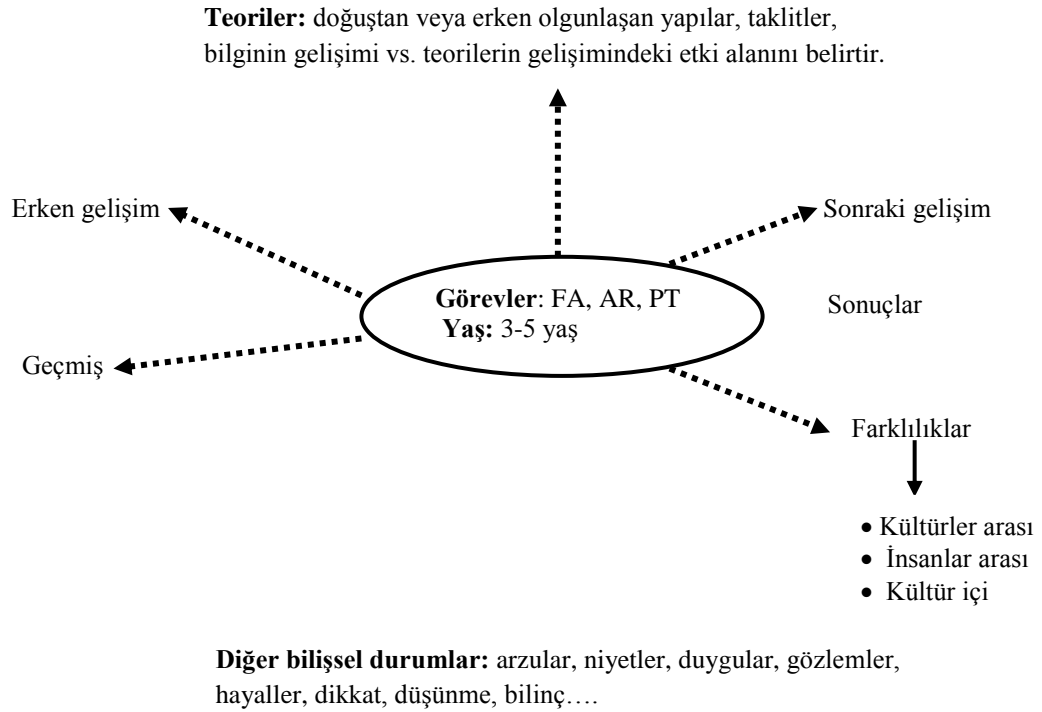 Teoriler: doğuştan veya erken olgunlaşan yapılar, taklitler,
bilginin gelişimi vs. teorilerin gelişimindeki etki alanını belirtir.
Erken gelişim
Sonraki gelişim
Görevler: FA, AR, PT
Yaş: 3-5 yaş
Sonuçlar
Geçmiş
Farklılıklar
• Kültürler arası
• İnsanlar arası
• Kültür içi
Diğer bilişsel durumlar: arzular, niyetler, duygular, gözlemler,
hayaller, dikkat, düşünme, bilinç….